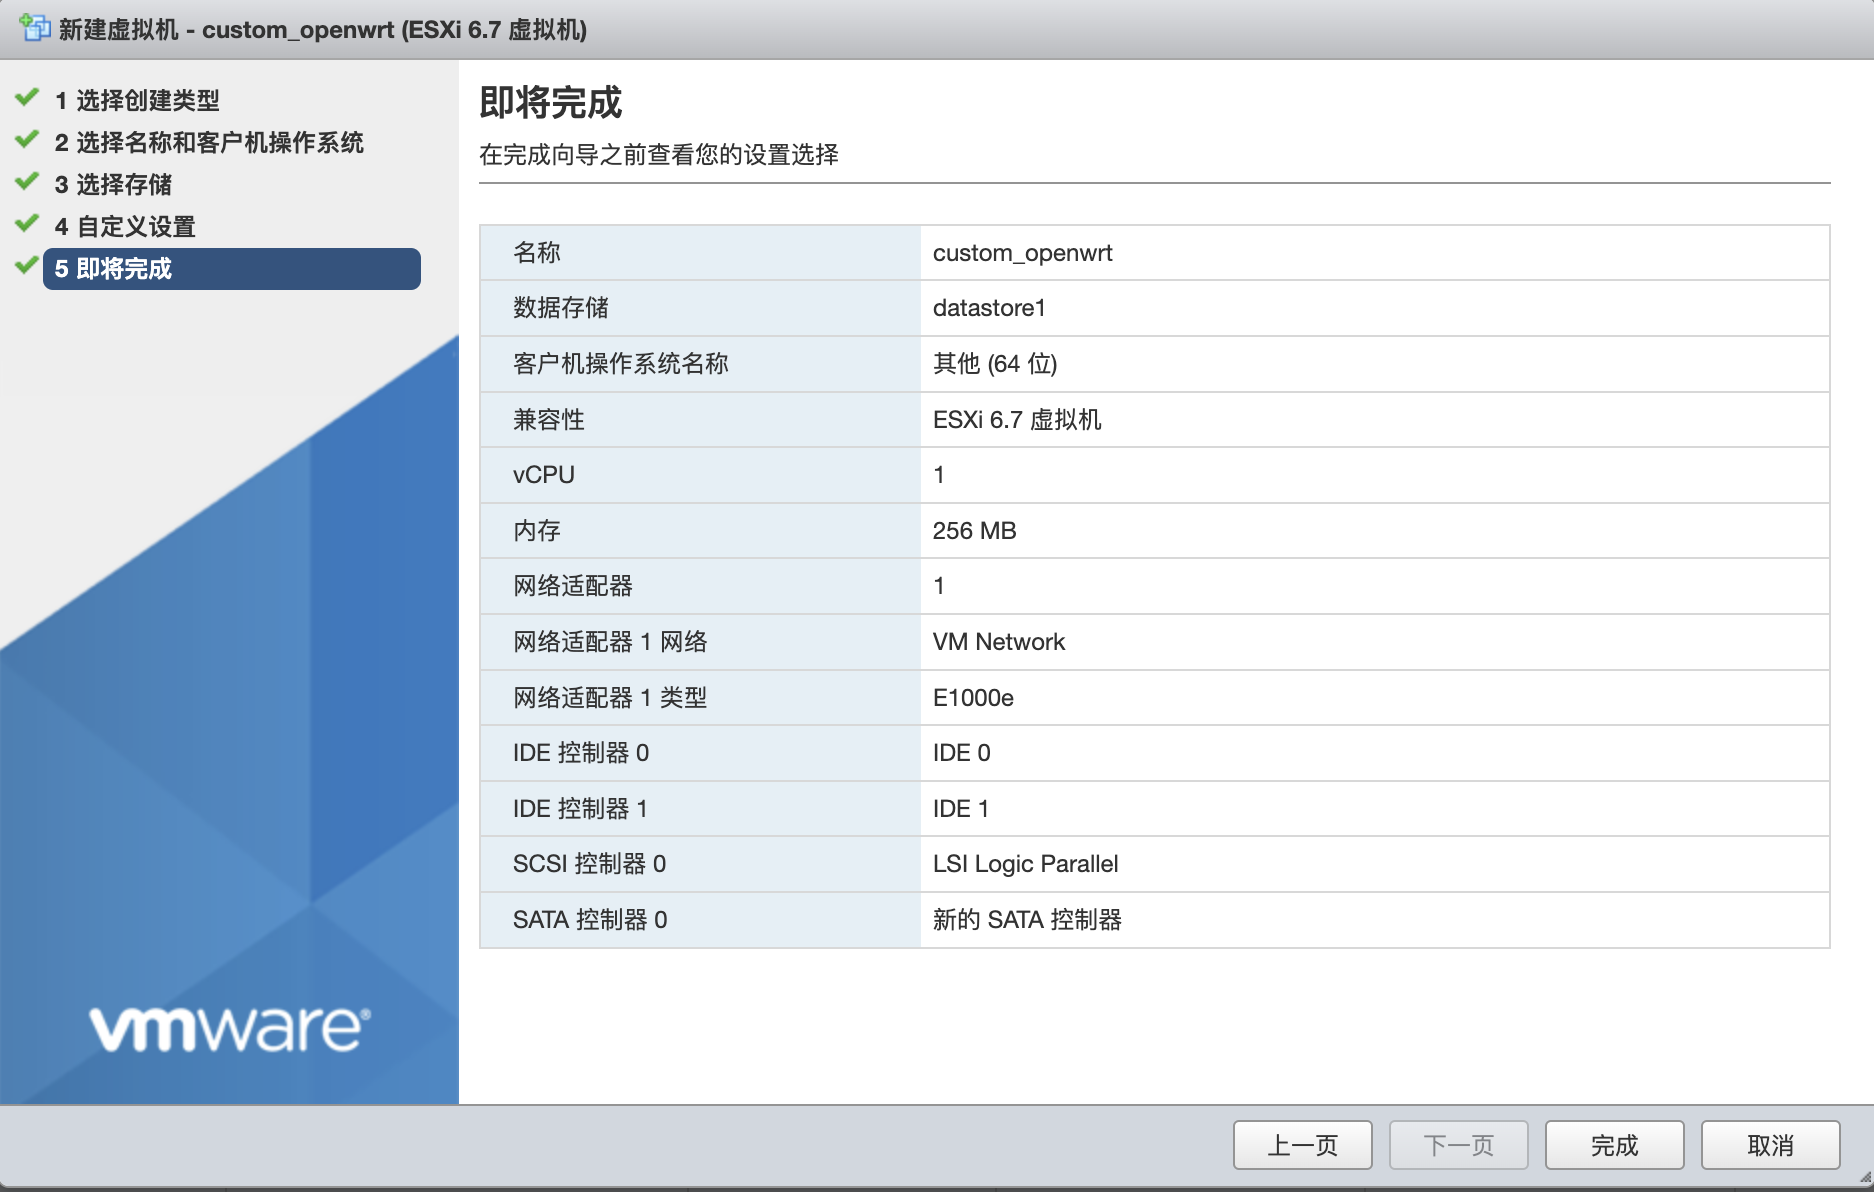 新建虚拟机 - custom_openwrt (ESXi 6.7 虚拟机)
1 选择创建类型
2 选择名称和客户机操作系统
3 选择存储
4 自定义设置
5 即将完成
vmware®
即将完成
在完成向导之前查看您的设置选择
名称 custom_openwrt
数据存储 datastore1
客户机操作系统名称 其他 (64 位)
兼容性 ESXi 6.7 虚拟机
vCPU 1
内存 256 MB
网络适配器 1
网络适配器 1 网络 VM Network
网络适配器 1 类型 E1000e
IDE 控制器 0 IDE 0
IDE 控制器 1 IDE 1
SCSI 控制器 0 LSI Logic Parallel
SATA 控制器 0 新的 SATA 控制器
上一页 下一页 完成 取消